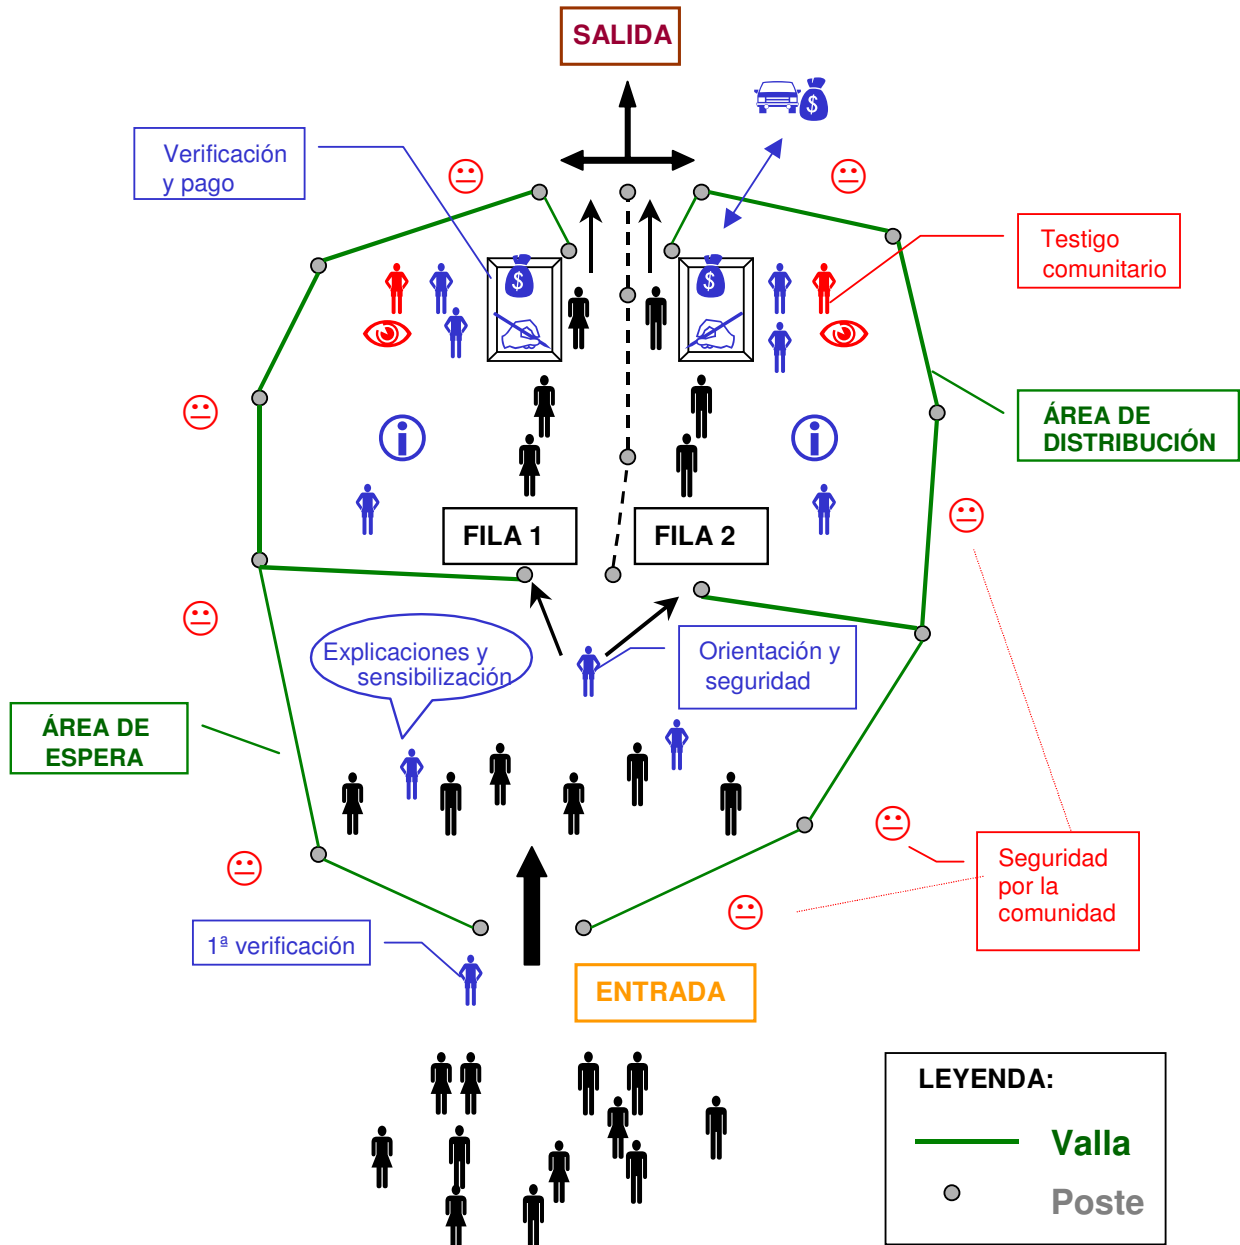 SALIDA
$
Verificación
y pago
Testigo
comunitario
$
$
ÁREA DE
DISTRIBUCIÓN
i
i
FILA 1
FILA 2
Explicaciones y
sensibilización
Orientación y
seguridad
ÁREA DE
ESPERA
Seguridad
por la
comunidad
1ª verificación
ENTRADA
LEYENDA:
Valla
Poste